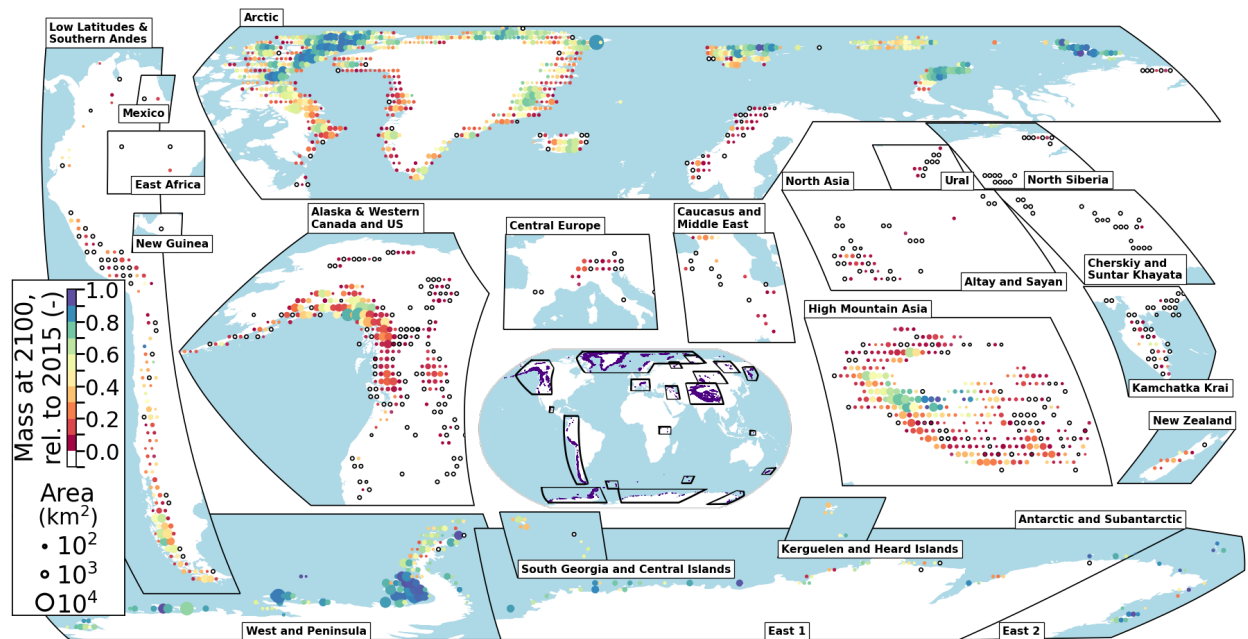 Arctic
Low Latitudes &
Southern Andes
Mexico
East Africa
New Guinea
Alaska & Western
Canada and US
Central Europe
Caucasus and
Middle East
North Asia
Ural
North Siberia
Altay and Sayan
Cherskiy and
Suntar Khayata
High Mountain Asia
Kamchatka Krai
New Zealand
Mass at 2100,
rel. to 2015 (-)
1.0
0.8
0.6
0.4
0.2
0.0
Area
(km²)
10²
10³
10⁴
Antarctic and Subantarctic
Kerguelen and Heard Islands
South Georgia and Central Islands
West and Peninsula
East 1
East 2